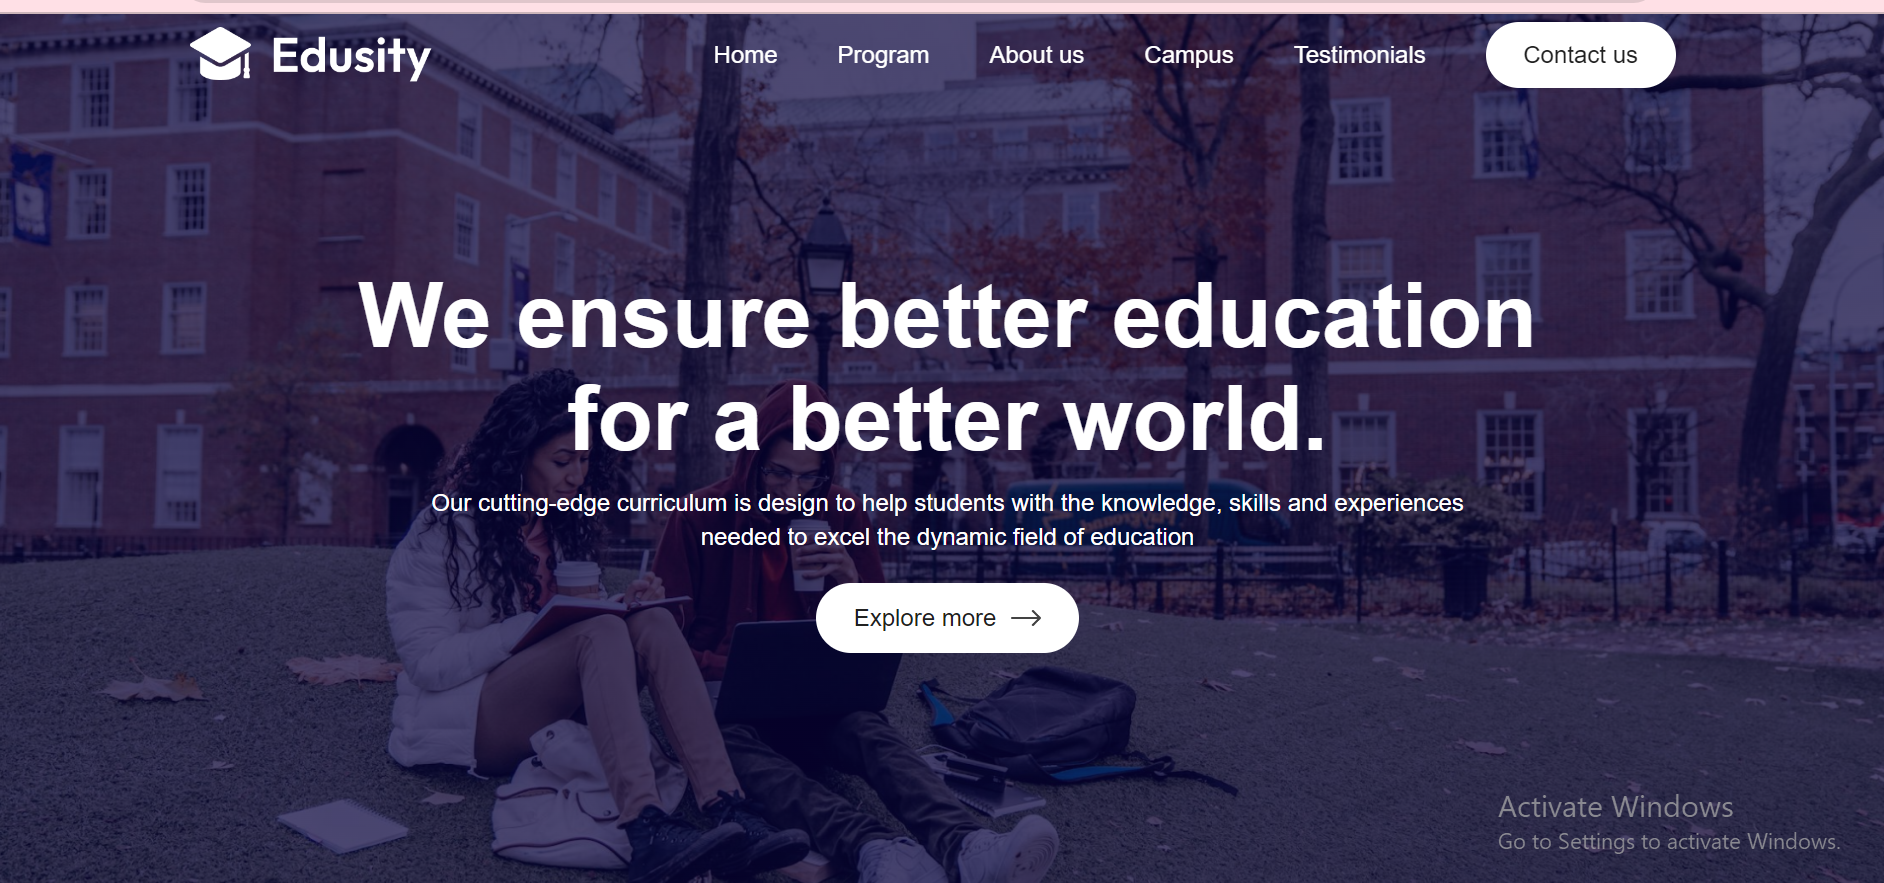 Edusity
Home
Program
About us
Campus
Testimonials
Contact us
We ensure better education
for a better world.
Our cutting-edge curriculum is design to help students with the knowledge, skills and experiences
needed to excel the dynamic field of education
Explore more
Activate Windows
Go to Settings to activate Windows.